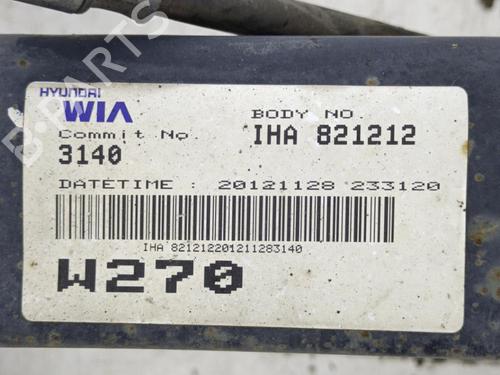 HYUNDAI
WIA
BODY NO.
Commit No.
IHA 821212
3140
DATETIME : 20121128 233120
IHA 821212201211283140
W270
B-PARTS